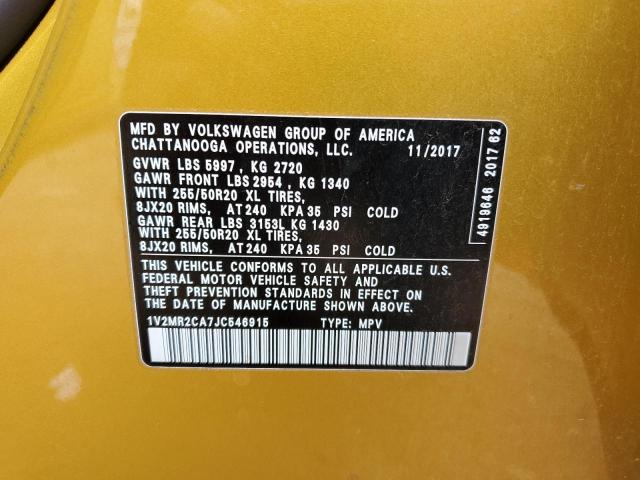 MFD BY VOLKSWAGEN GROUP OF AMERICA
CHATTANOOGA OPERATIONS, LLC. 11/2017
GVWR LBS 5997 , KG 2720
GAWR FRONT LBS 2954 , KG 1340
WITH 255/50R20 XL TIRES,
8JX20 RIMS, AT 240 KPA 35 PSI COLD
GAWR REAR LBS 3153L KG 1430
WITH 255/50R20 XL TIRES,
8JX20 RIMS, AT 240 KPA 35 PSI COLD
THIS VEHICLE CONFORMS TO ALL APPLICABLE U.S.
FEDERAL MOTOR VEHICLE SAFETY, BUMPER, AND
THEFT PREVENTION STANDARDS IN EFFECT ON
THE DATE OF MANUFACTURE SHOWN ABOVE.
1V2MR2CA7JC546915 TYPE: MPV
4919646 2017 62